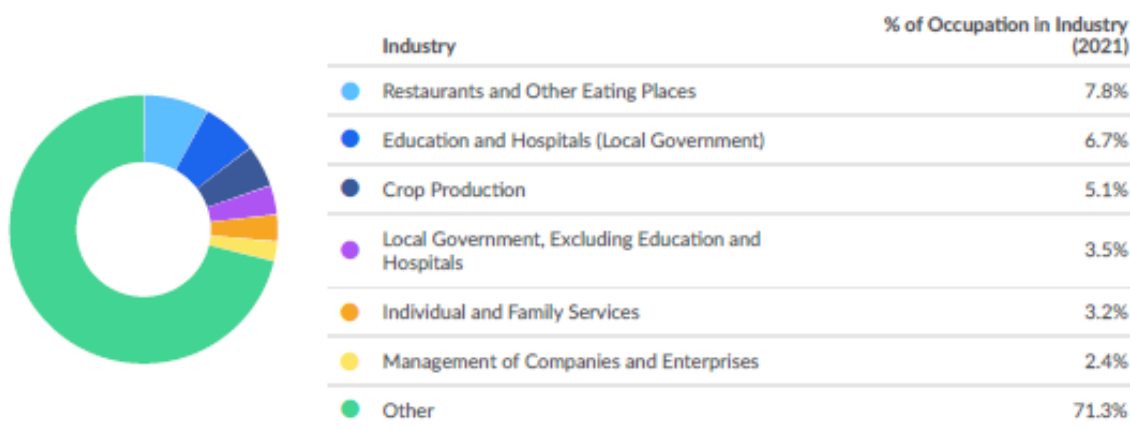 Industry
% of Occupation in Industry
(2021)
Restaurants and Other Eating Places 7.8%
Education and Hospitals (Local Government) 6.7%
Crop Production 5.1%
Local Government, Excluding Education and
Hospitals 3.5%
Individual and Family Services 3.2%
Management of Companies and Enterprises 2.4%
Other 71.3%